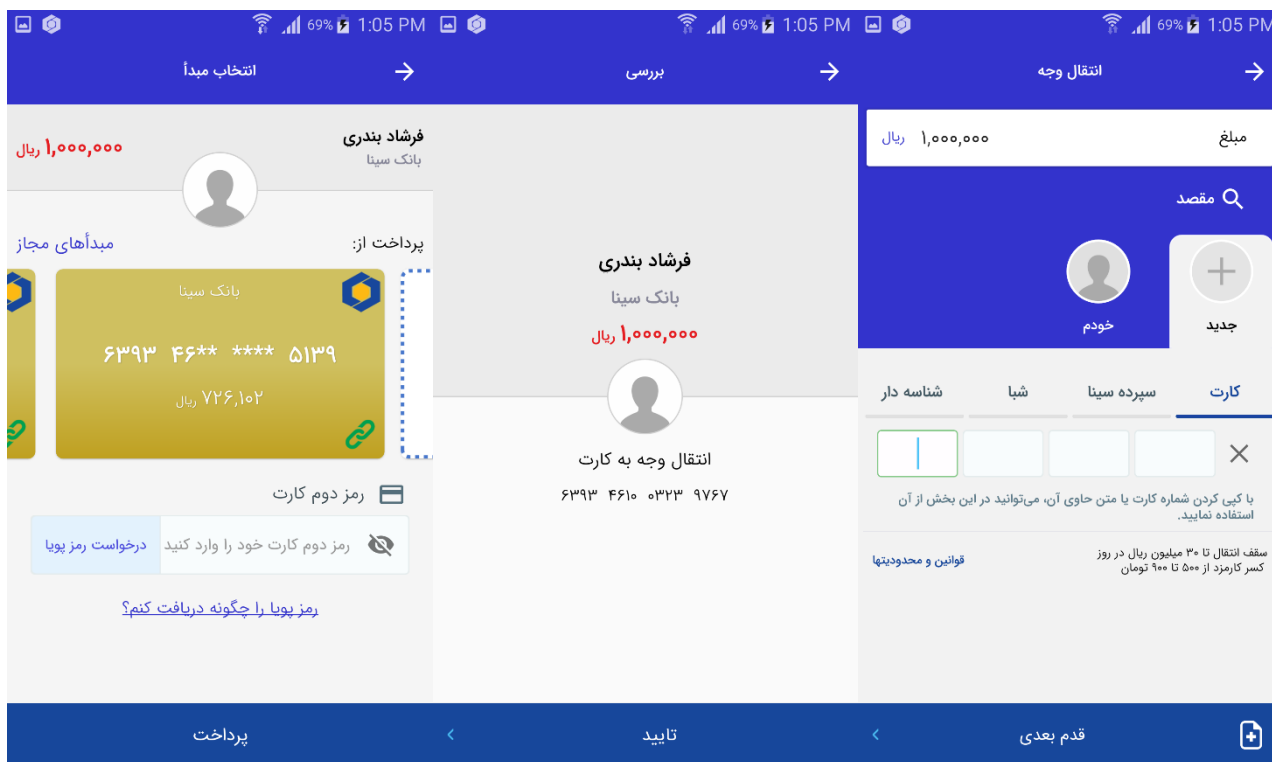 69% 1:05 PM
انتقال وجه
مبلغ ۱,۰۰۰,۰۰۰ ریال
مقصد
جدید خودم
کارت سپرده سینا شبا شناسه دار
با کپی کردن شماره کارت یا متن حاوی آن، می‌توانید در این بخش از آن
استفاده نمایید.
سقف انتقال تا ۳۰ میلیون ریال در روز
کسر کارمزد از ۵۰۰ تا ۹۰۰ تومان
قوانین و محدودیتها
قدم بعدی
69% 1:05 PM
بررسی
فرشاد بندری
بانک سینا
۱,۰۰۰,۰۰۰ ریال
انتقال وجه به کارت
۶۳۹۳ ۴۶۱۰ ۰۳۲۳ ۹۷۶۷
تایید
69% 1:05 PM
انتخاب مبدأ
فرشاد بندری
بانک سینا
۱,۰۰۰,۰۰۰ ریال
پرداخت از: مبدأهای مجاز
بانک سینا
۶۳۹۳ ۴۶** **** ۵۱۳۹
۷۲۶,۱۰۲ ریال
رمز دوم کارت
رمز دوم کارت خود را وارد کنید درخواست رمز پویا
رمز پویا را چگونه دریافت کنم؟
پرداخت